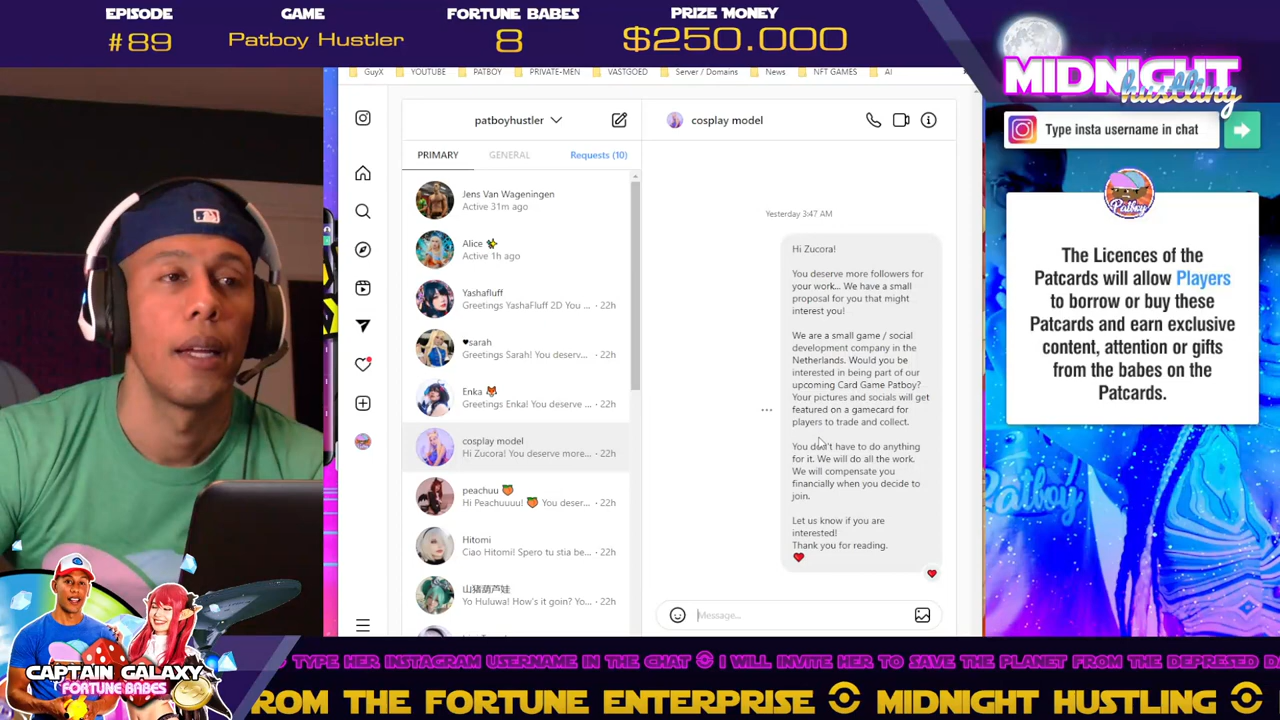 EPISODE
#89
GAME
Patboy Hustler
FORTUNE BABES
8
PRIZE MONEY
$250.000
MIDNIGHT
hustling
GuyX
YOUTUBE
PATBOY
PRIVATE-MEN
VASTGOED
Server / Domains
News
NFT GAMES
AI
patboyhustler
PRIMARY
GENERAL
Requests (10)
Jens Van Wageningen
Active 31m ago
Alice
Active 1h ago
Yashafluff
Greetings YashaFluff 2D You ... · 22h
♥sarah
Greetings Sarah! You deserv... · 22h
Enka 🦊
Greetings Enka! You deserve ... · 22h
cosplay model
Hi Zucora! You deserve more... · 22h
peachuu 🍑
Hi Peachuuuu! 🍑 You deser... · 22h
Hitomi
Ciao Hitomi! Spero tu stia be... · 22h
山猪葫芦娃
Yo Huluwa! How's it goin? Yo... · 22h
cosplay model
Yesterday 3:47 AM
Hi Zucora!
You deserve more followers for
your work... We have a small
proposal for you that might
interest you!
We are a small game / social
development company in the
Netherlands. Would you be
interested in being part of our
upcoming Card Game Patboy?
Your pictures and socials will get
featured on a gamecard for
players to trade and collect.
You don't have to do anything
for it. We will do all the work.
We will compensate you
financially when you decide to
join.
Let us know if you are
interested!
Thank you for reading.
❤️
Message...
Type insta username in chat
Patboy
The Licences of the
Patcards will allow Players
to borrow or buy these
Patcards and earn exclusive
content, attention or gifts
from the babes on the
Patcards.
Patboy
CAPTAIN GALAXY
FORTUNE BABES
TYPE HER INSTAGRAM USERNAME IN THE CHAT I WILL INVITE HER TO SAVE THE PLANET FROM THE DEPRESED
FROM THE FORTUNE ENTERPRISE MIDNIGHT HUSTLING